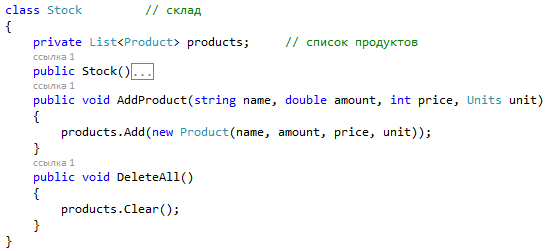 class Stock        // склад
{
    private List<Product> products;     // список продуктов
    ссылка 1
    public Stock()...
    ссылка 1
    public void AddProduct(string name, double amount, int price, Units unit)
    {
        products.Add(new Product(name, amount, price, unit));
    }
    ссылка 1
    public void DeleteAll()
    {
        products.Clear();
    }
}